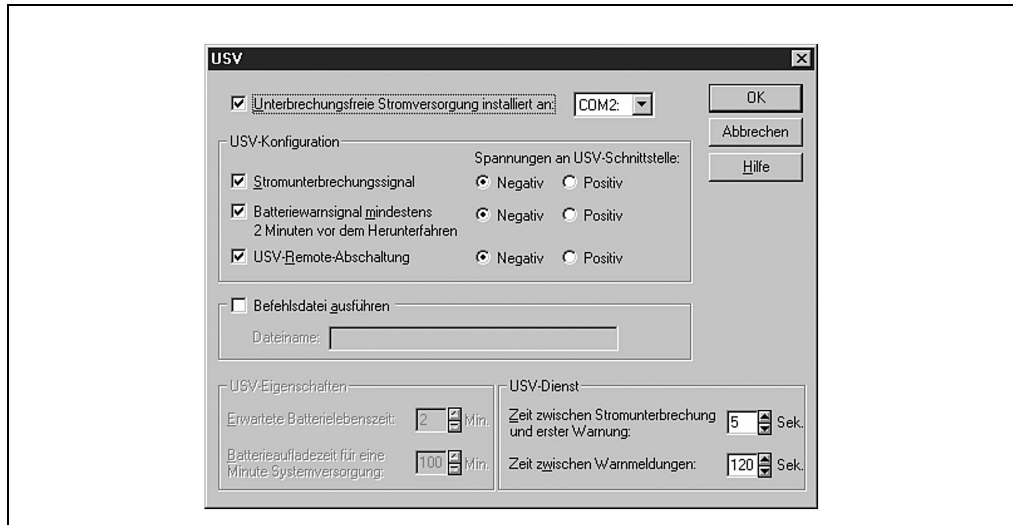 USV
Unterbrechungsfreie Stromversorgung installiert an: COM2:
OK
Abbrechen
Hilfe
USV-Konfiguration
Spannungen an USV-Schnittstelle:
Stromunterbrechungssignal Negativ Positiv
Batteriewarnsignal mindestens
2 Minuten vor dem Herunterfahren Negativ Positiv
USV-Remote-Abschaltung Negativ Positiv
Befehlsdatei ausführen
Dateiname:
USV-Eigenschaften
Erwartete Batterielebenszeit: 2 Min.
Batterieaufladezeit für eine
Minute Systemversorgung: 100 Min.
USV-Dienst
Zeit zwischen Stromunterbrechung
und erster Warnung: 5 Sek.
Zeit zwischen Warnmeldungen: 120 Sek.